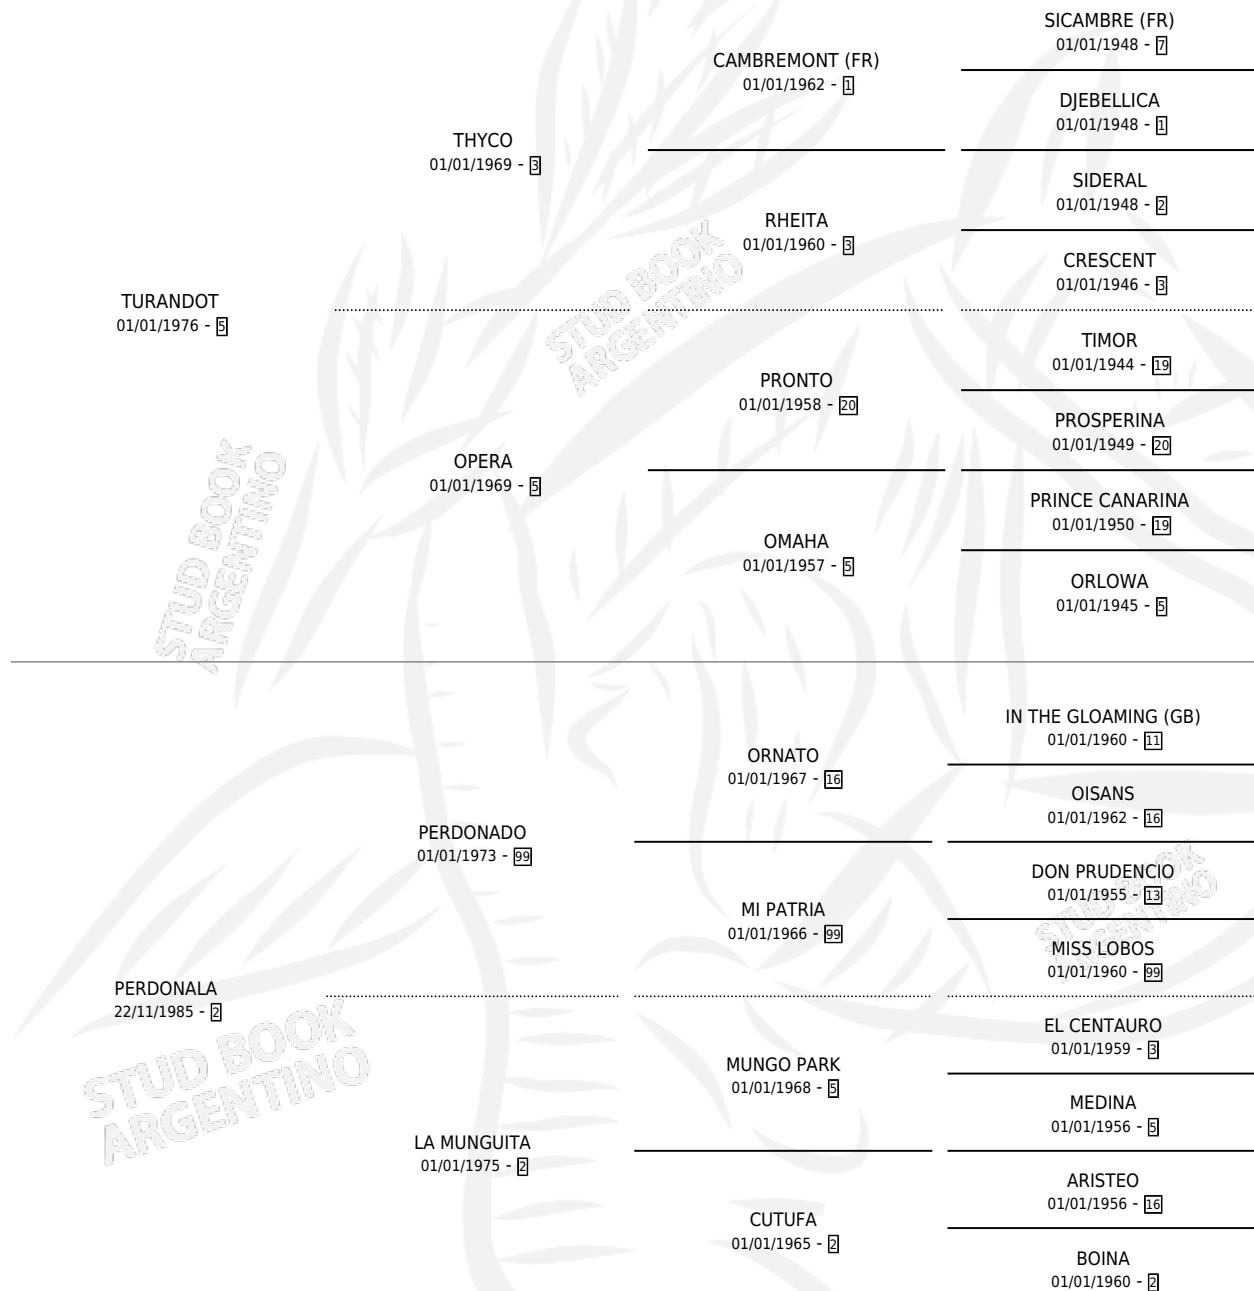 SICAMBRE (FR)
01/01/1948 - 7
CAMBREMONT (FR)
01/01/1962 - 1
DJEBELLICA
01/01/1948 - 1
THYCO
01/01/1969 - 3
SIDERAL
01/01/1948 - 2
RHEITA
01/01/1960 - 3
CRESCENT
01/01/1946 - 3
TURANDOT
01/01/1976 - 5
TIMOR
01/01/1944 - 19
PRONTO
01/01/1958 - 20
PROSPERINA
01/01/1949 - 20
OPERA
01/01/1969 - 5
PRINCE CANARINA
01/01/1950 - 19
OMAHA
01/01/1957 - 5
ORLOWA
01/01/1945 - 5
IN THE GLOAMING (GB)
01/01/1960 - 11
ORNATO
01/01/1967 - 16
OISANS
01/01/1962 - 16
PERDONADO
01/01/1973 - 99
DON PRUDENCIO
01/01/1955 - 13
MI PATRIA
01/01/1966 - 99
MISS LOBOS
01/01/1960 - 99
PERDONALA
22/11/1985 - 2
EL CENTAURO
01/01/1959 - 3
MUNGO PARK
01/01/1968 - 5
MEDINA
01/01/1956 - 5
LA MUNGUITA
01/01/1975 - 2
ARISTEO
01/01/1956 - 16
CUTUFA
01/01/1965 - 2
BOINA
01/01/1960 - 2
STUD BOOK
ARGENTINO
STUD BOOK
ARGENTINO
STUD BOOK
ARGENTINO
STUD BOOK
ARGENTINO